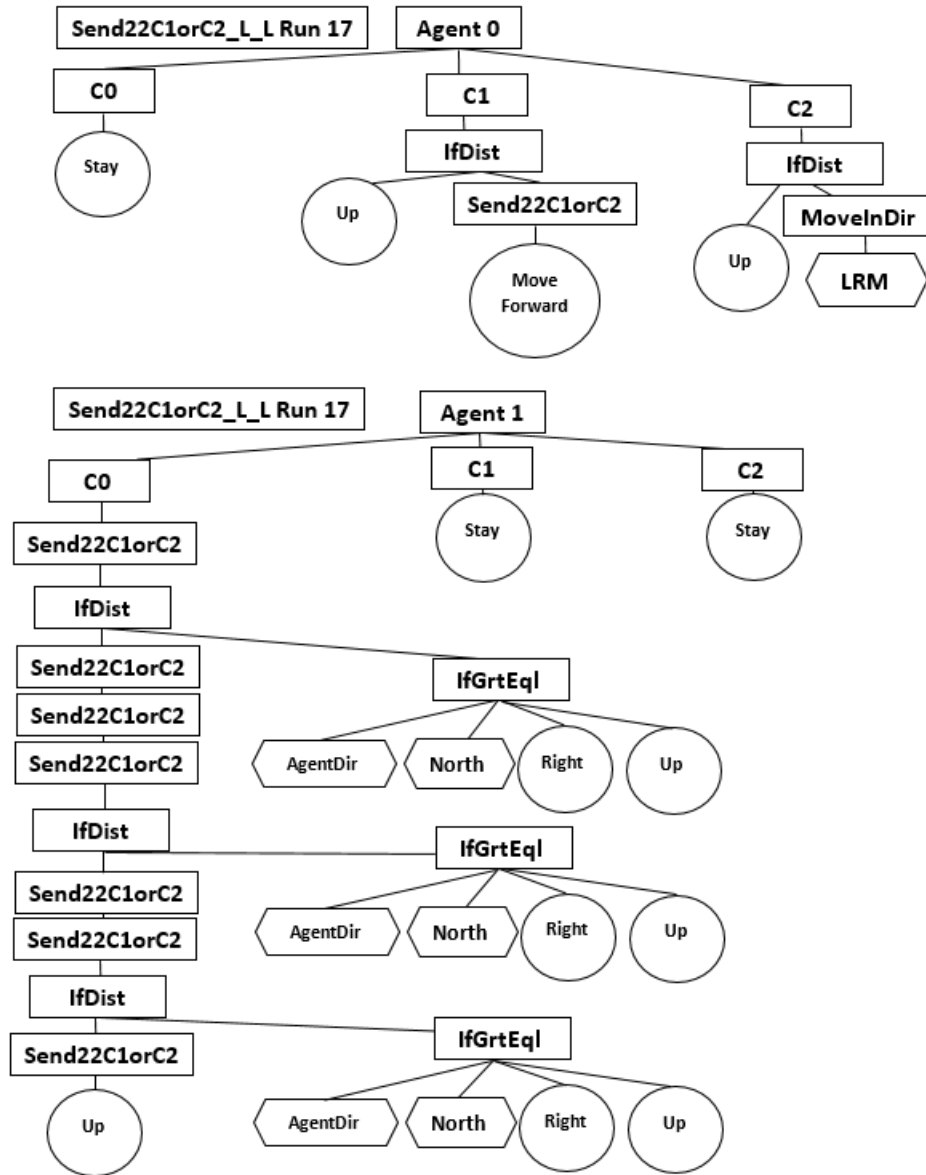 Send22C1orC2_L_L Run 17
Agent 0
C0
C1
C2
Stay
IfDist
IfDist
Up
Send22C1orC2
MoveInDir
Move
Forward
Up
LRM
Send22C1orC2_L_L Run 17
Agent 1
C0
C1
C2
Send22C1orC2
Stay
Stay
IfDist
Send22C1orC2
IfGrtEql
Send22C1orC2
Send22C1orC2
AgentDir
North
Right
Up
IfDist
IfGrtEql
Send22C1orC2
Send22C1orC2
AgentDir
North
Right
Up
IfDist
IfGrtEql
Send22C1orC2
Up
AgentDir
North
Right
Up